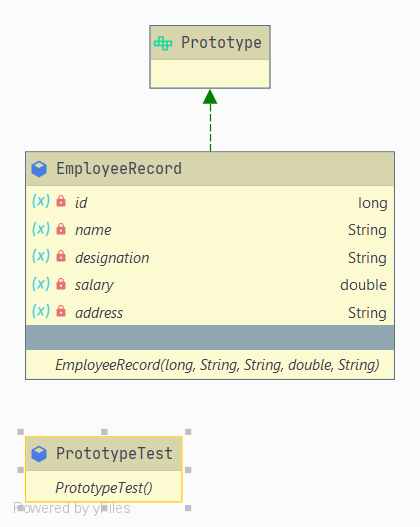 Prototype
EmployeeRecord
(x) id long
(x) name String
(x) designation String
(x) salary double
(x) address String
EmployeeRecord(long, String, String, double, String)
PrototypeTest
PrototypeTest()
Powered by yFiles